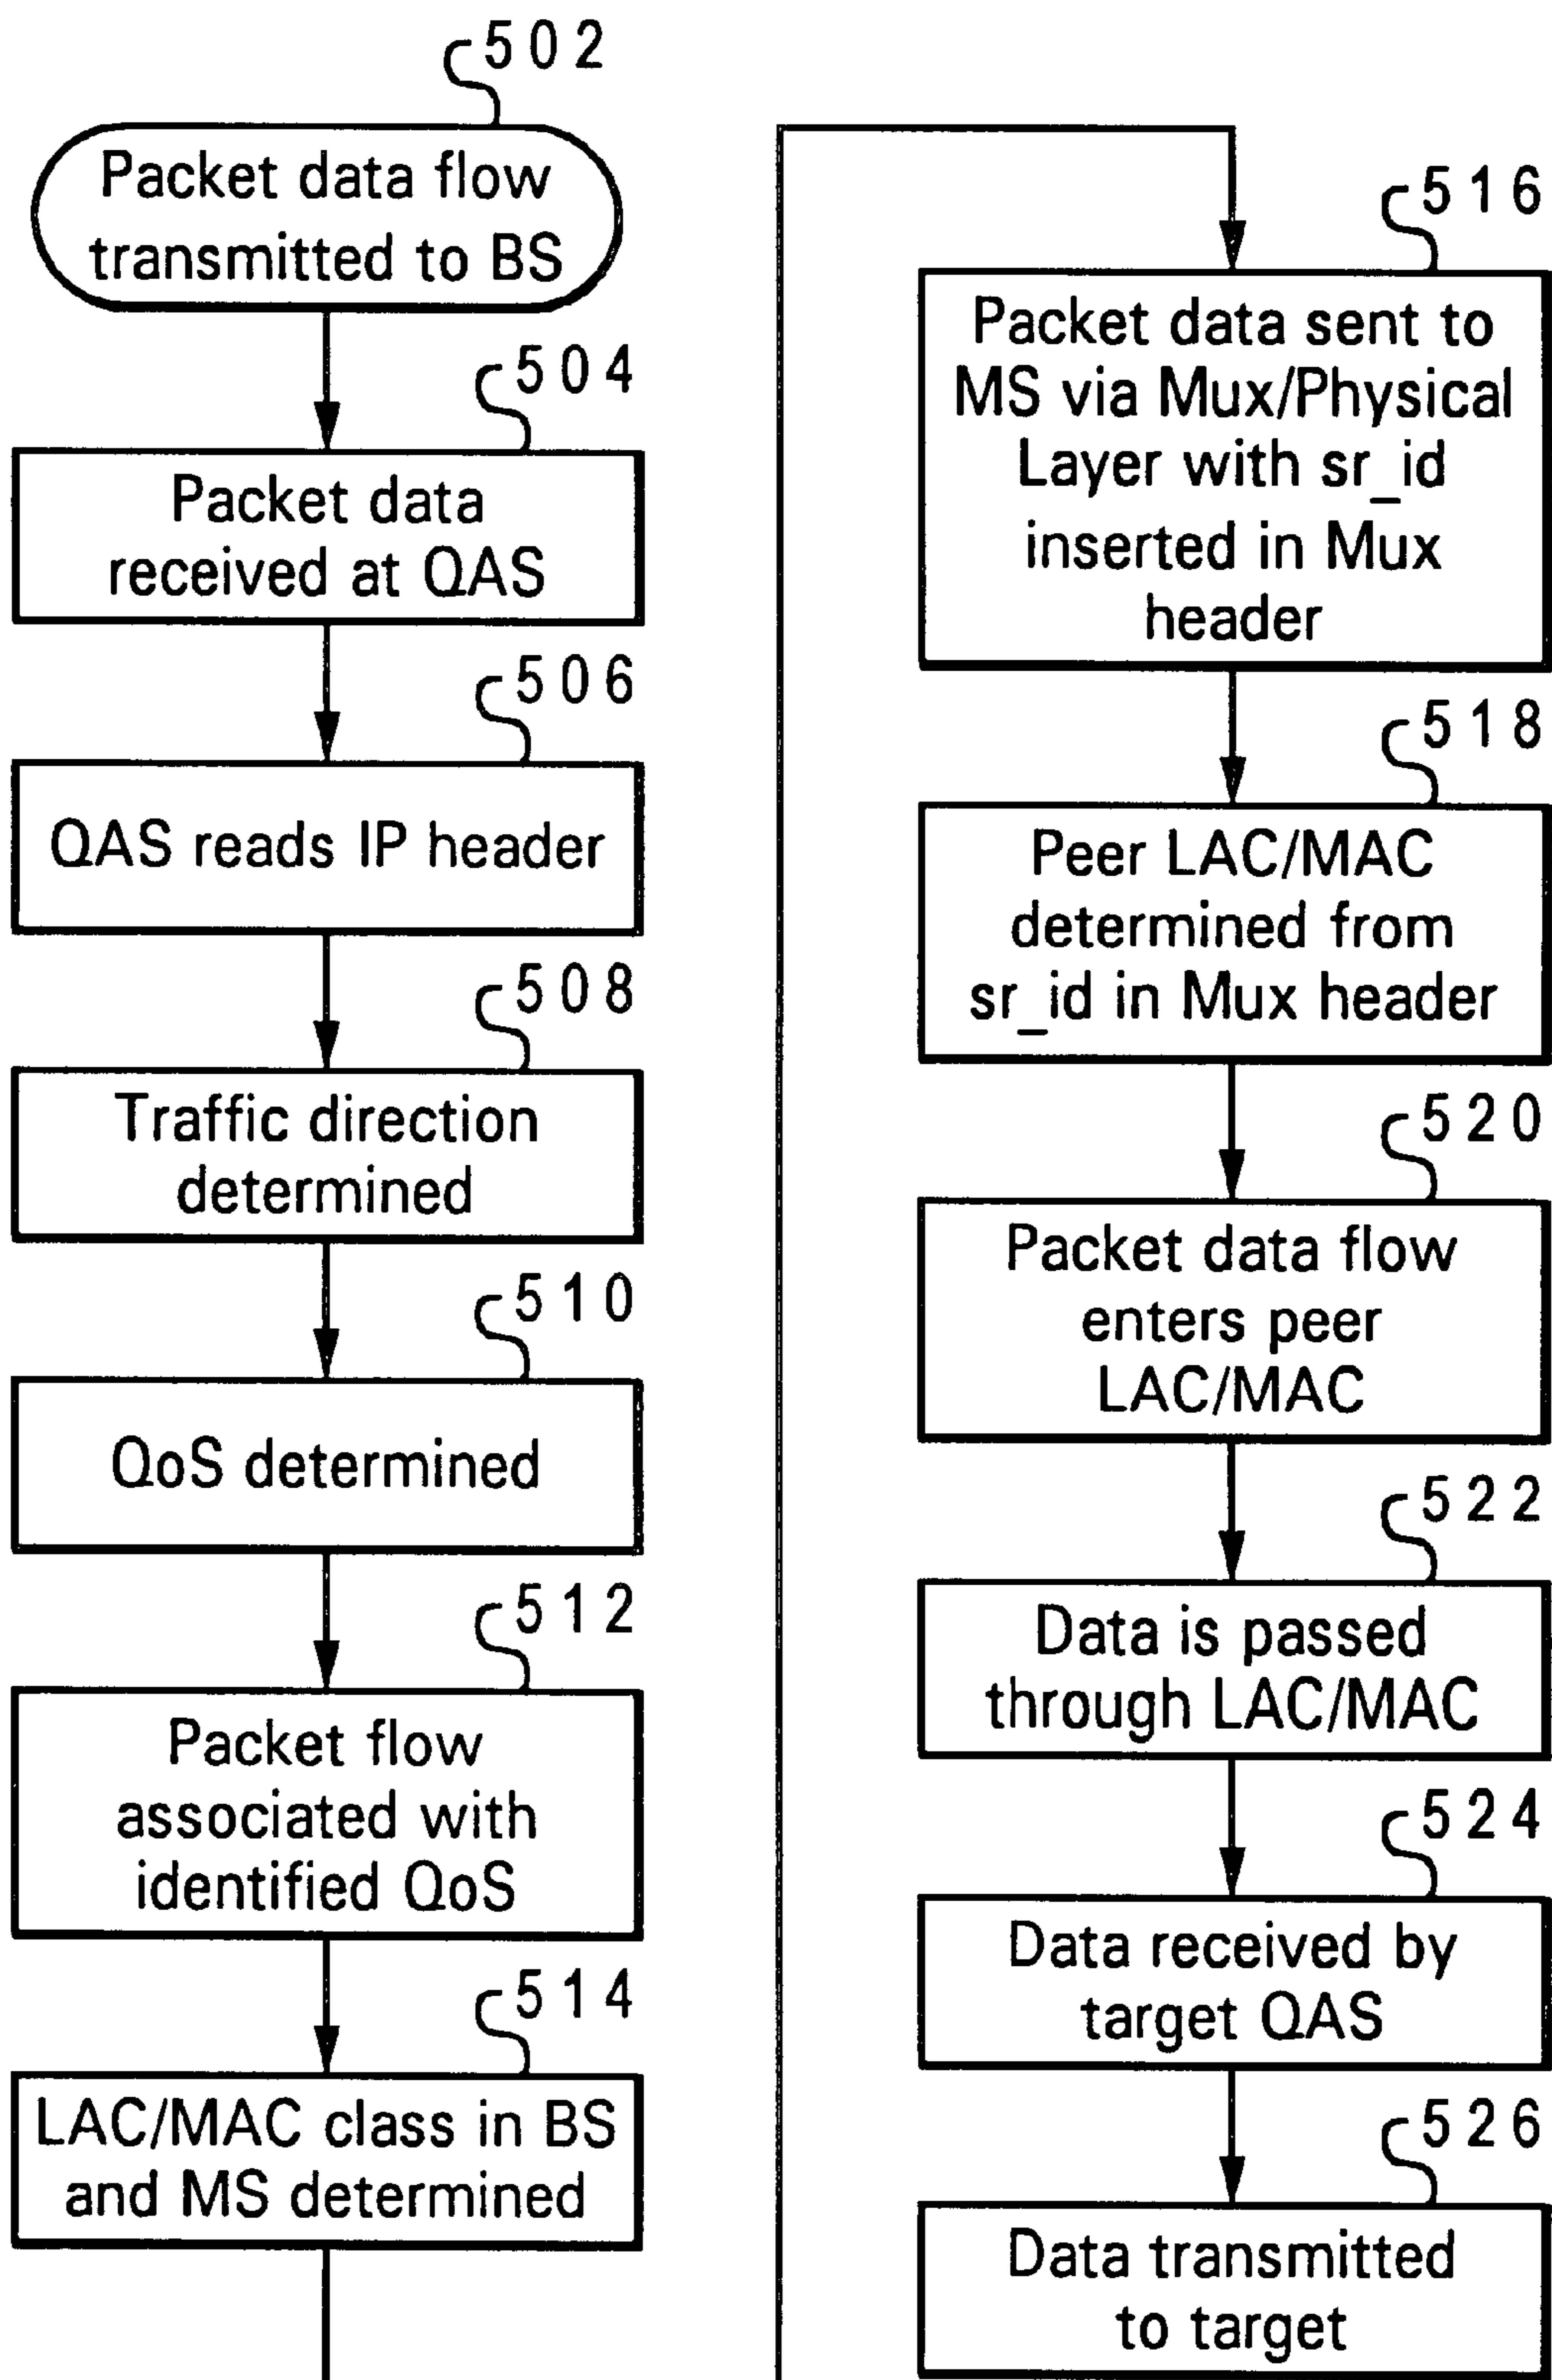 502
Packet data flow
transmitted to BS
504
Packet data
received at QAS
506
QAS reads IP header
508
Traffic direction
determined
510
QoS determined
512
Packet flow
associated with
identified QoS
514
LAC/MAC class in BS
and MS determined
516
Packet data sent to
MS via Mux/Physical
Layer with sr_id
inserted in Mux
header
518
Peer LAC/MAC
determined from
sr_id in Mux header
520
Packet data flow
enters peer
LAC/MAC
522
Data is passed
through LAC/MAC
524
Data received by
target QAS
526
Data transmitted
to target